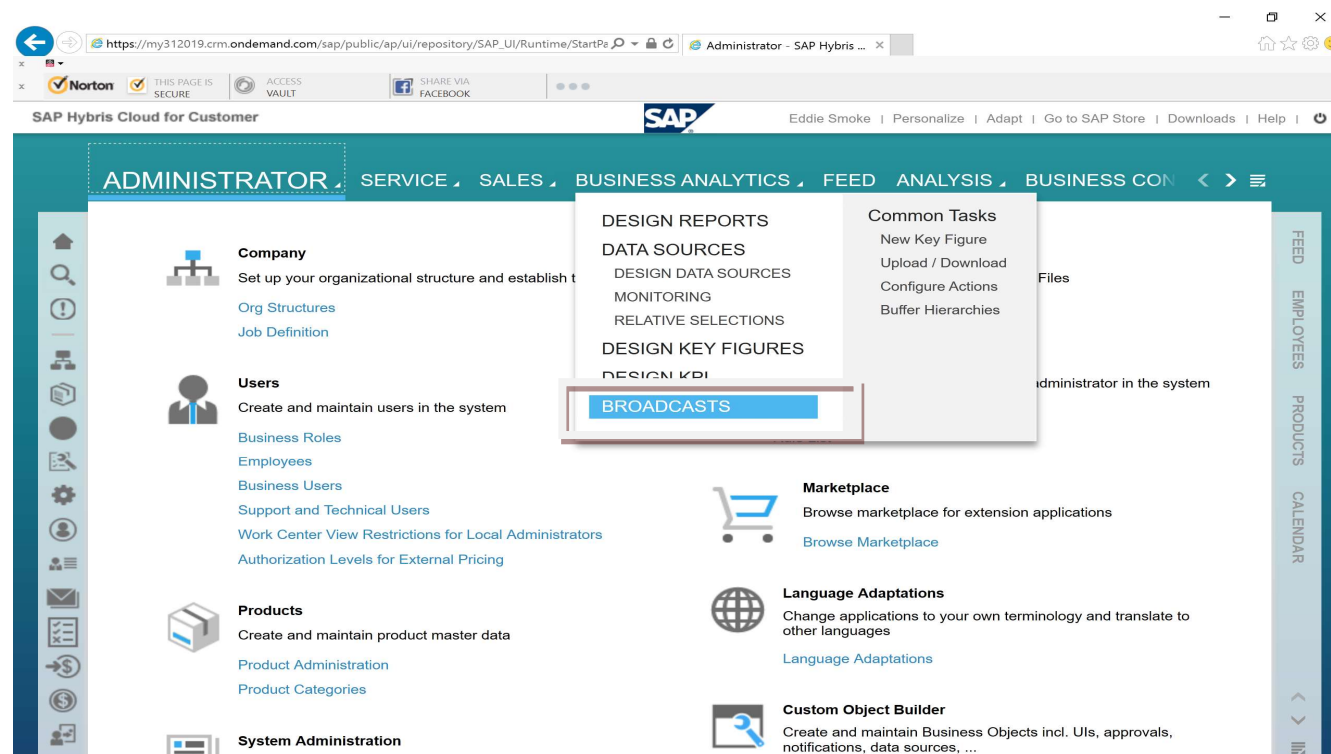 https://my312019.crm.ondemand.com/sap/public/ap/ui/repository/SAP_UI/Runtime/StartPa
Administrator - SAP Hybris ...
Norton
THIS PAGE IS
SECURE
ACCESS
VAULT
SHARE VIA
FACEBOOK
SAP Hybris Cloud for Customer
SAP
Eddie Smoke | Personalize | Adapt | Go to SAP Store | Downloads | Help |
ADMINISTRATOR SERVICE SALES BUSINESS ANALYTICS FEED ANALYSIS BUSINESS CON
DESIGN REPORTS
DATA SOURCES
DESIGN DATA SOURCES
MONITORING
RELATIVE SELECTIONS
DESIGN KEY FIGURES
DESIGN KPI
BROADCASTS
Common Tasks
New Key Figure
Upload / Download
Configure Actions
Buffer Hierarchies
Company
Set up your organizational structure and establish t
Org Structures
Job Definition
Files
Users
Create and maintain users in the system
Business Roles
Employees
Business Users
Support and Technical Users
Work Center View Restrictions for Local Administrators
Authorization Levels for External Pricing
administrator in the system
Marketplace
Browse marketplace for extension applications
Browse Marketplace
Products
Create and maintain product master data
Product Administration
Product Categories
Language Adaptations
Change applications to your own terminology and translate to
other languages
Language Adaptations
System Administration
Custom Object Builder
Create and maintain Business Objects incl. UIs, approvals,
notifications, data sources, ...
FEED
EMPLOYEES
PRODUCTS
CALENDAR